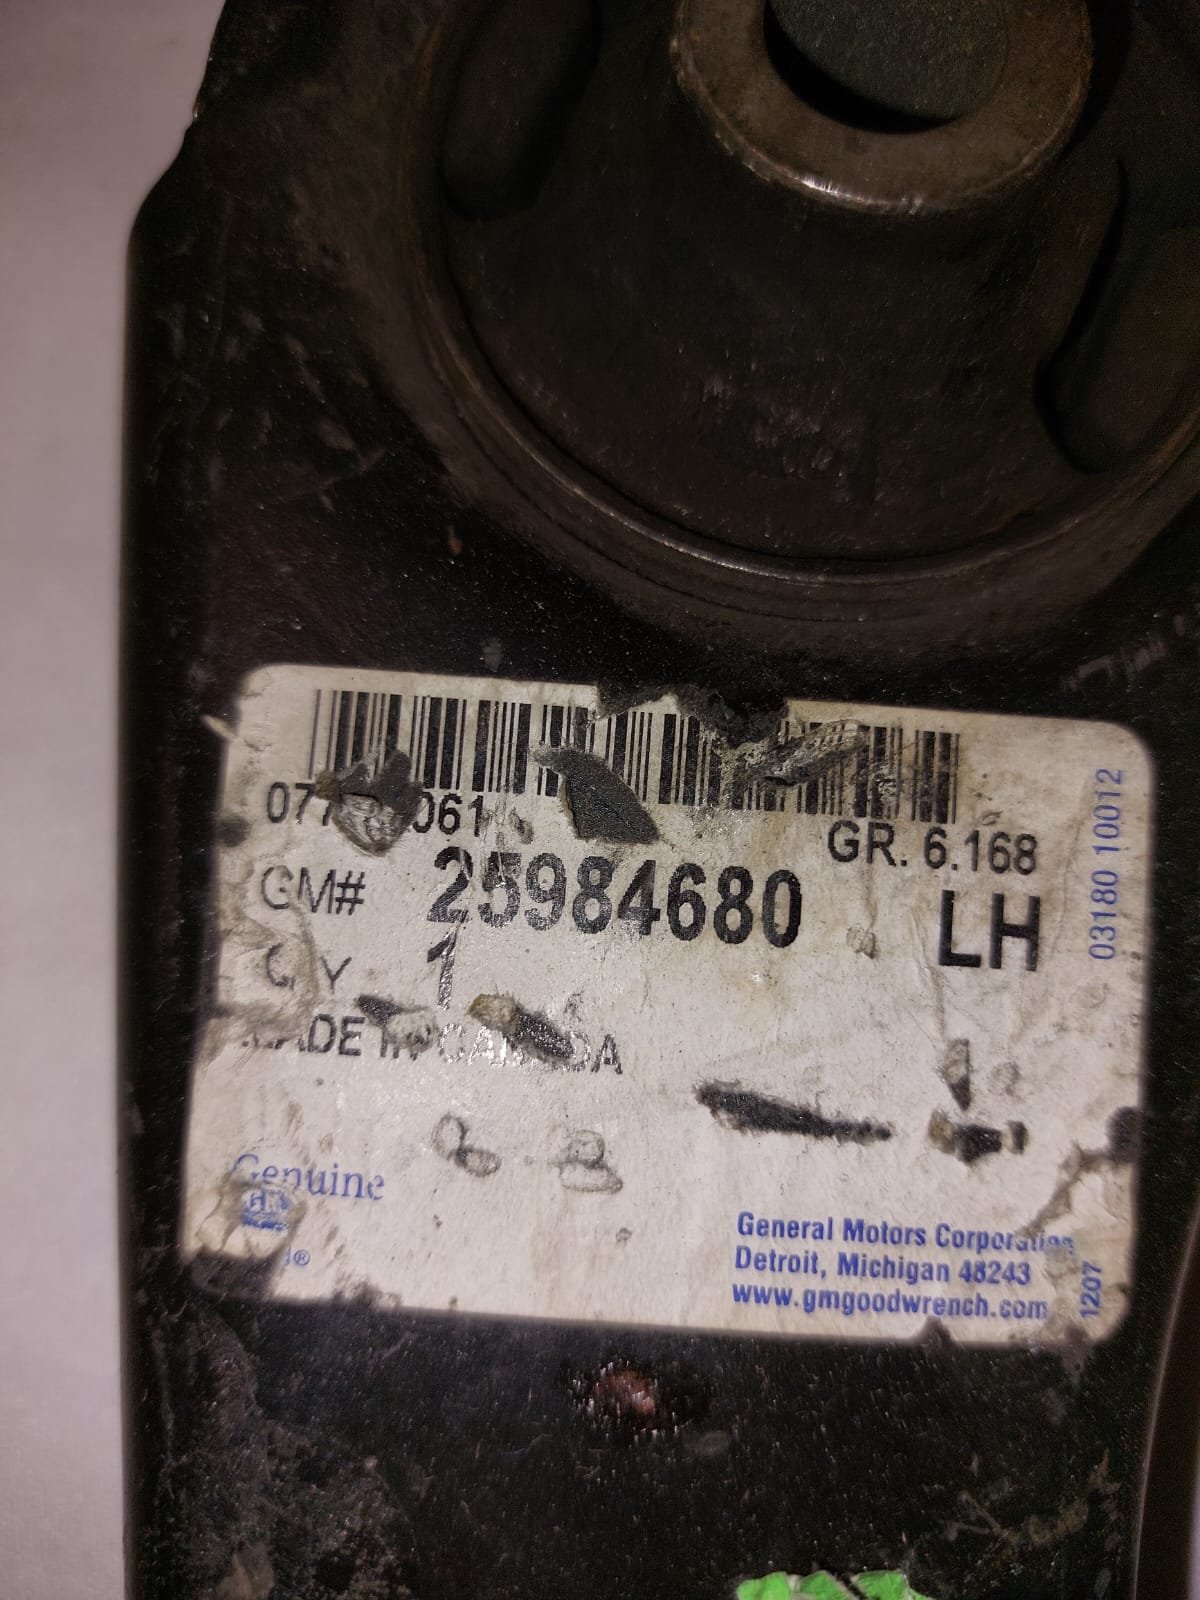 GR. 6.168
GM# 25984680 LH
1
03180 10012
Genuine
General Motors Corporation
Detroit, Michigan 48243
www.gmgoodwrench.com
1207